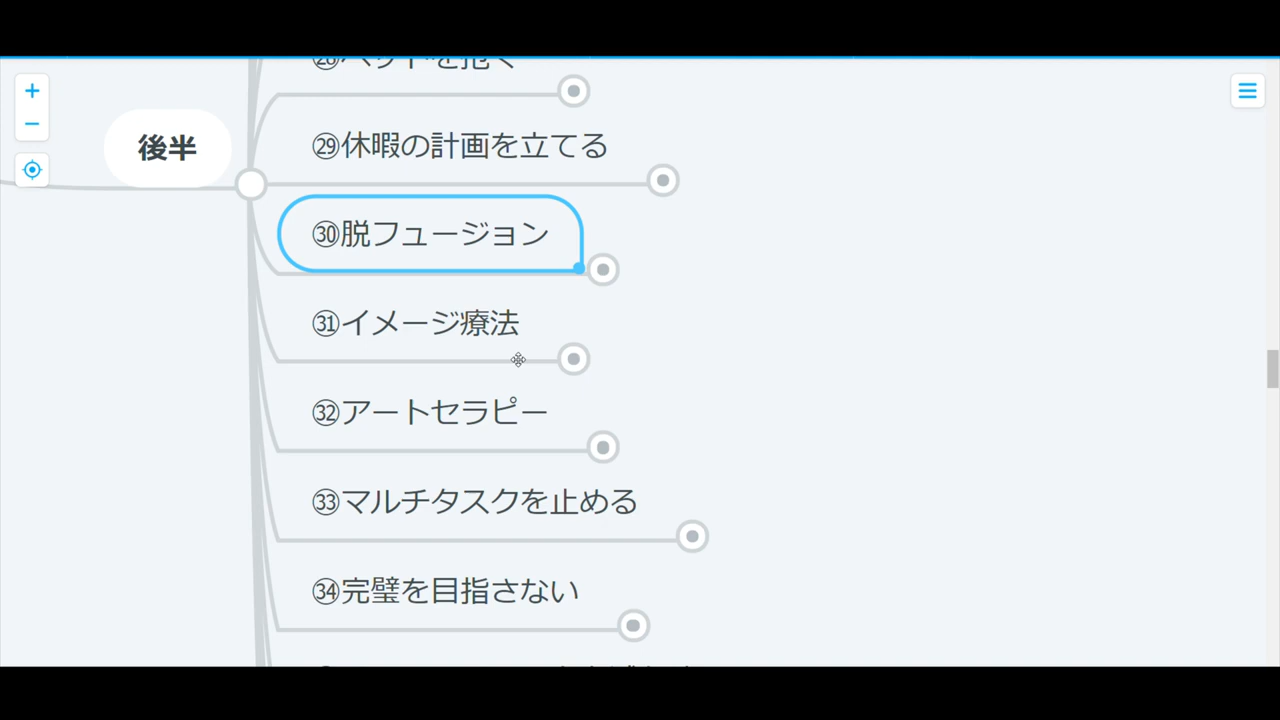 後半
㉙休暇の計画を立てる
㉚脱フュージョン
㉛イメージ療法
㉜アートセラピー
㉝マルチタスクを止める
㉞完璧を目指さない